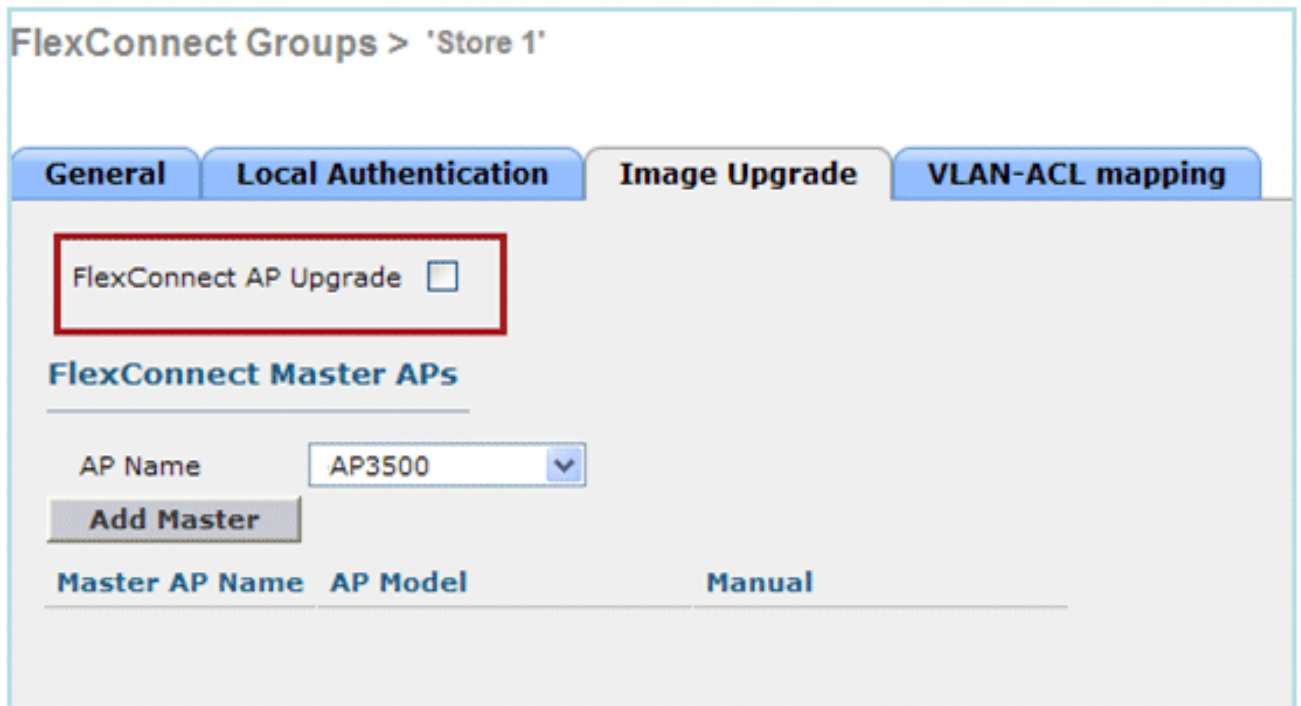 FlexConnect Groups > 'Store 1'
General Local Authentication Image Upgrade VLAN-ACL mapping
FlexConnect AP Upgrade
FlexConnect Master APs
AP Name AP3500
Add Master
Master AP Name AP Model Manual